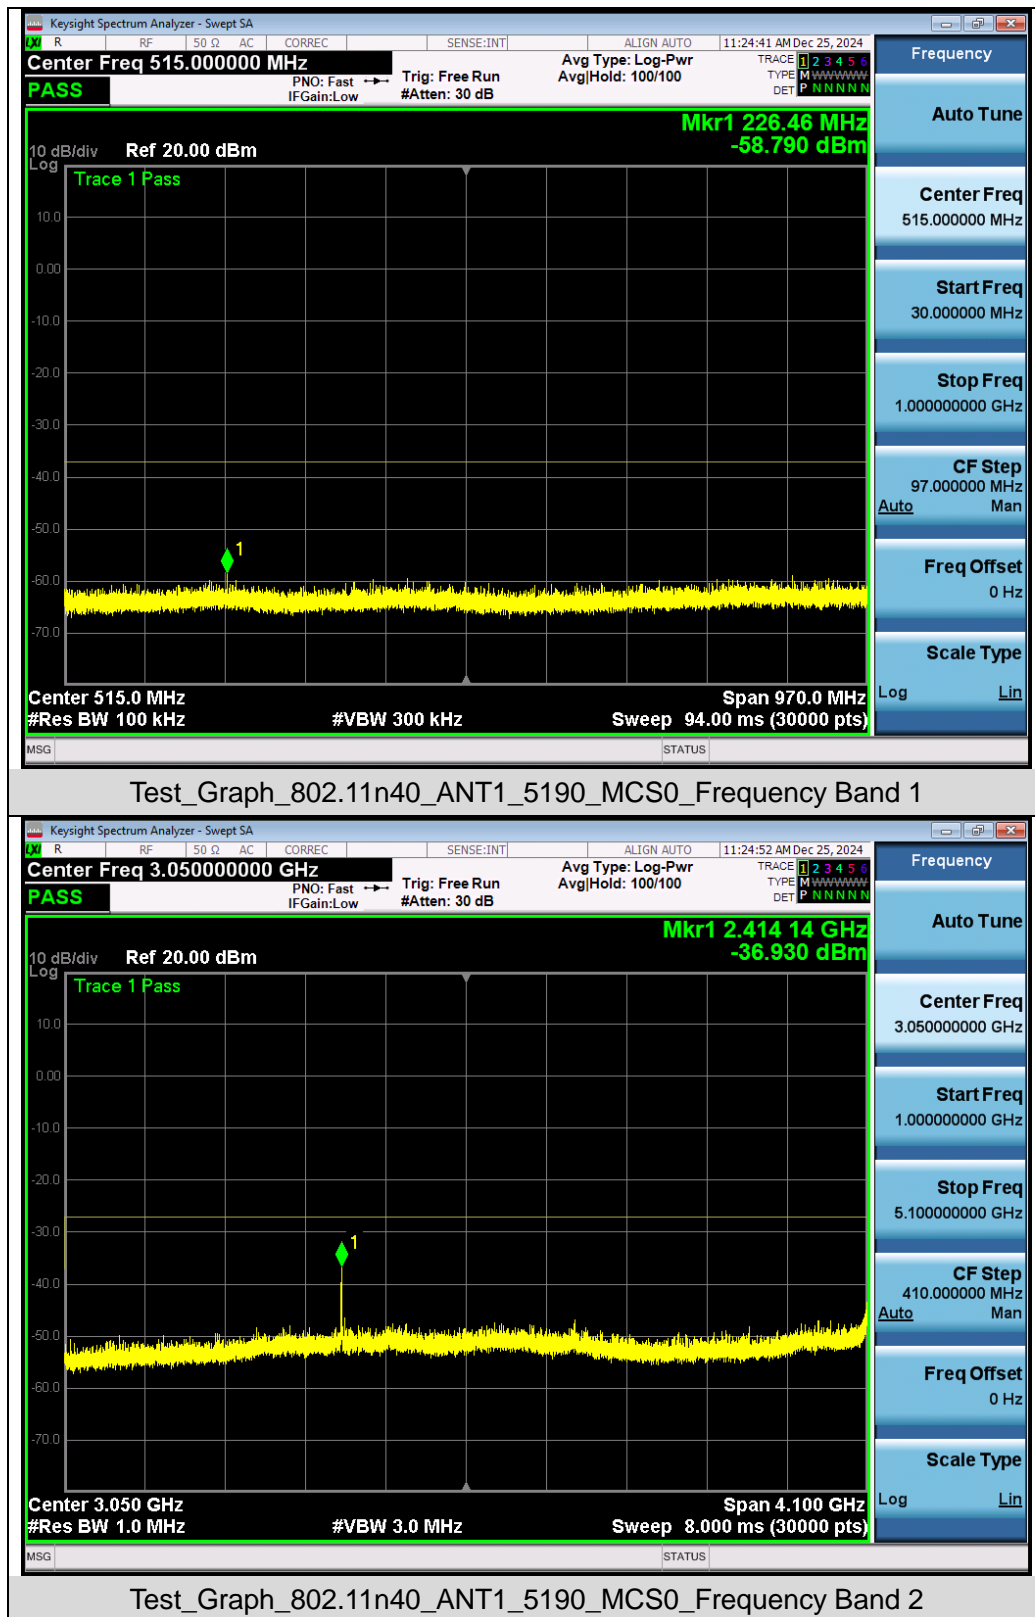 Keysight Spectrum Analyzer - Swept SA
LXI R RF 50 Ω AC CORREC SENSE:INT ALIGN AUTO 11:24:41 AM Dec 25, 2024
Center Freq 515.000000 MHz
PASS
PNO: Fast
IFGain:Low
Trig: Free Run
#Atten: 30 dB
Avg Type: Log-Pwr
Avg|Hold: 100/100
TRACE 1 2 3 4 5 6
TYPE M WWWWW
DET P N N N N N
Mkr1 226.46 MHz
-58.790 dBm
10 dB/div Ref 20.00 dBm
Log
Trace 1 Pass
10.0
0.00
-10.0
-20.0
-30.0
-40.0
-50.0
-60.0
-70.0
1
Center 515.0 MHz Span 970.0 MHz
#Res BW 100 kHz #VBW 300 kHz Sweep 94.00 ms (30000 pts)
MSG STATUS
Frequency
Auto Tune
Center Freq
515.000000 MHz
Start Freq
30.000000 MHz
Stop Freq
1.000000000 GHz
CF Step
97.000000 MHz
Auto Man
Freq Offset
0 Hz
Scale Type
Log Lin
Test_Graph_802.11n40_ANT1_5190_MCS0_Frequency Band 1
Keysight Spectrum Analyzer - Swept SA
LXI R RF 50 Ω AC CORREC SENSE:INT ALIGN AUTO 11:24:52 AM Dec 25, 2024
Center Freq 3.050000000 GHz
PASS
PNO: Fast
IFGain:Low
Trig: Free Run
#Atten: 30 dB
Avg Type: Log-Pwr
Avg|Hold: 100/100
TRACE 1 2 3 4 5 6
TYPE M WWWWW
DET P N N N N N
Mkr1 2.414 14 GHz
-36.930 dBm
10 dB/div Ref 20.00 dBm
Log
Trace 1 Pass
10.0
0.00
-10.0
-20.0
-30.0
-40.0
-50.0
-60.0
-70.0
1
Center 3.050 GHz Span 4.100 GHz
#Res BW 1.0 MHz #VBW 3.0 MHz Sweep 8.000 ms (30000 pts)
MSG STATUS
Frequency
Auto Tune
Center Freq
3.050000000 GHz
Start Freq
1.000000000 GHz
Stop Freq
5.100000000 GHz
CF Step
410.000000 MHz
Auto Man
Freq Offset
0 Hz
Scale Type
Log Lin
Test_Graph_802.11n40_ANT1_5190_MCS0_Frequency Band 2